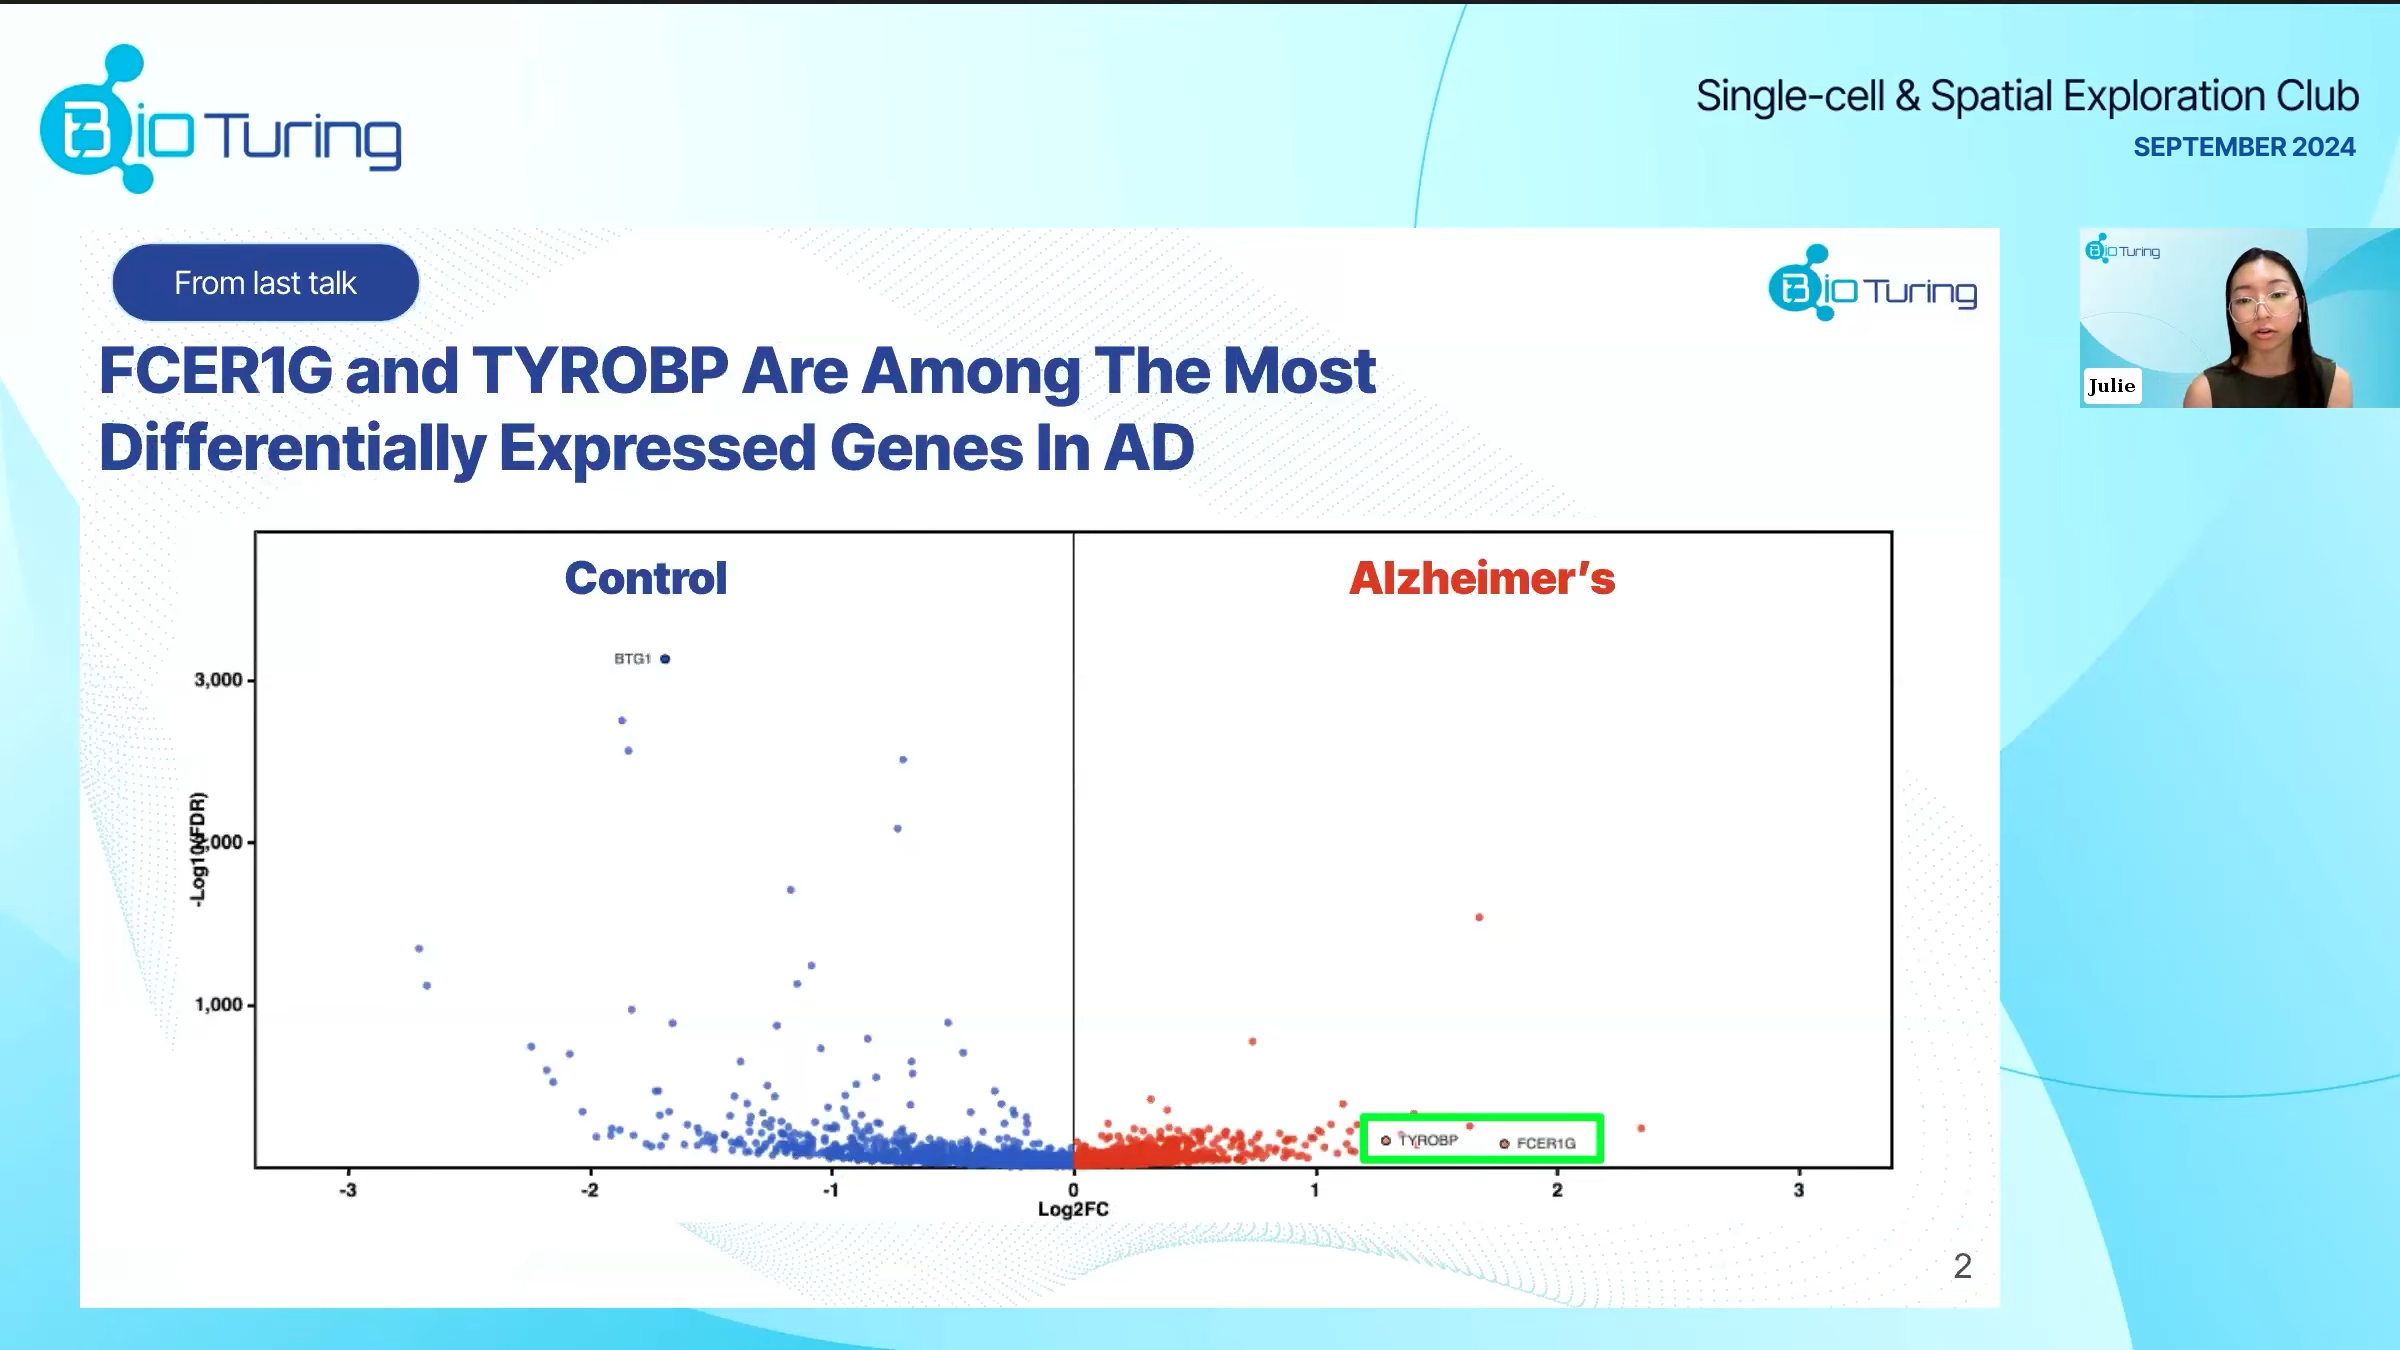 BioTuring
Single-cell & Spatial Exploration Club
SEPTEMBER 2024
From last talk
BioTuring
BioTuring
Julie
FCER1G and TYROBP Are Among The Most
Differentially Expressed Genes In AD
Control
Alzheimer’s
BTG1
3,000
2,000
1,000
-Log10(FDR)
TYROBP
FCER1G
-3
-2
-1
0
1
2
3
Log2FC
2